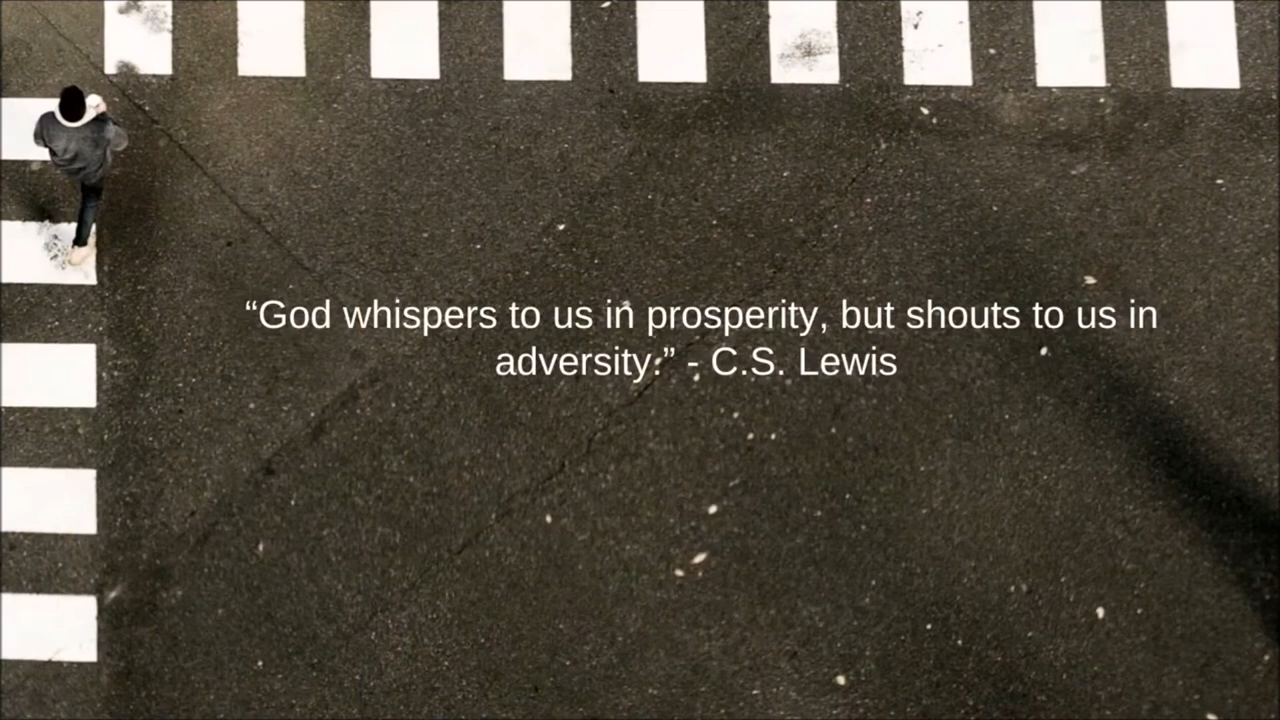 “God whispers to us in prosperity, but shouts to us in
adversity.” - C.S. Lewis